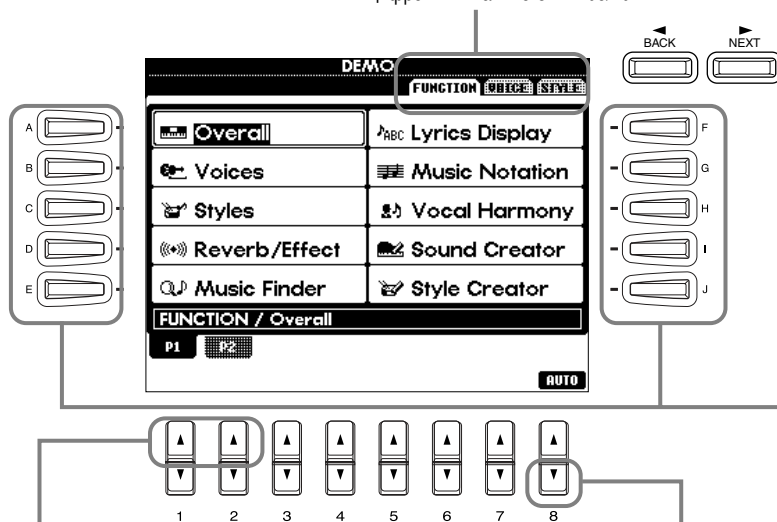 BACK NEXT
DEMO
FUNCTION VOICE STYLE
A Overall ABC Lyrics Display F
B Voices Music Notation G
C Styles Vocal Harmony H
D Reverb/Effect Sound Creator I
E Music Finder Style Creator J
FUNCTION / Overall
P1 P2
AUTO
1 2 3 4 5 6 7 8